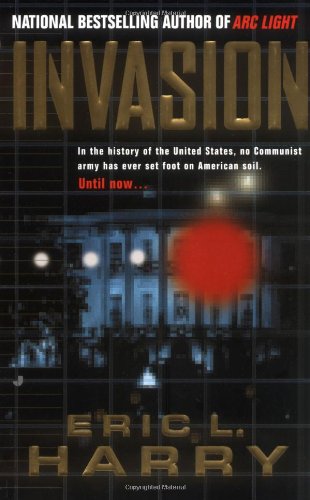 NATIONAL BESTSELLING AUTHOR OF ARC LIGHT
INVASION
In the history of the United States, no Communist
army has ever set foot on American soil.
Until now...
ERIC L.
HARRY